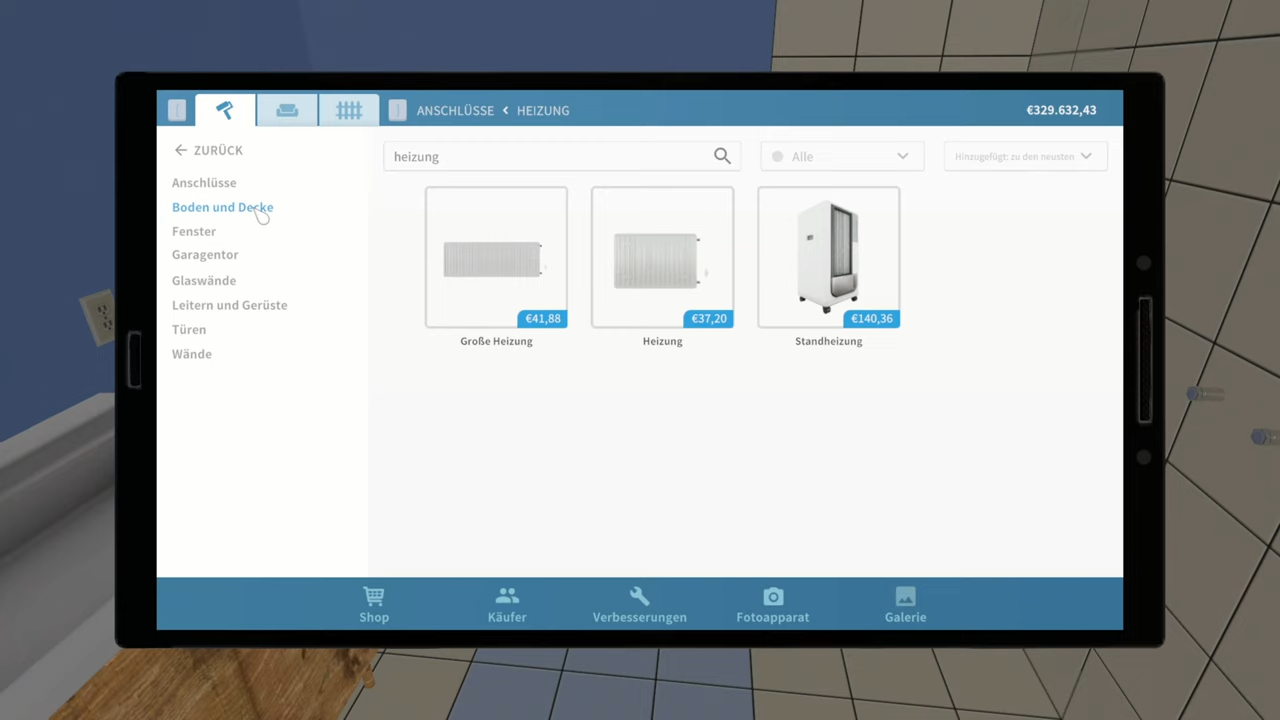 ANSCHLÜSSE < HEIZUNG
€329.632,43
ZURÜCK
heizung
Alle
Hinzugefügt: zu den neusten
Anschlüsse
Boden und Decke
Fenster
Garagentor
Glaswände
Leitern und Gerüste
Türen
Wände
€41,88
€37,20
€140,36
Große Heizung
Heizung
Standheizung
Shop
Käufer
Verbesserungen
Fotoapparat
Galerie